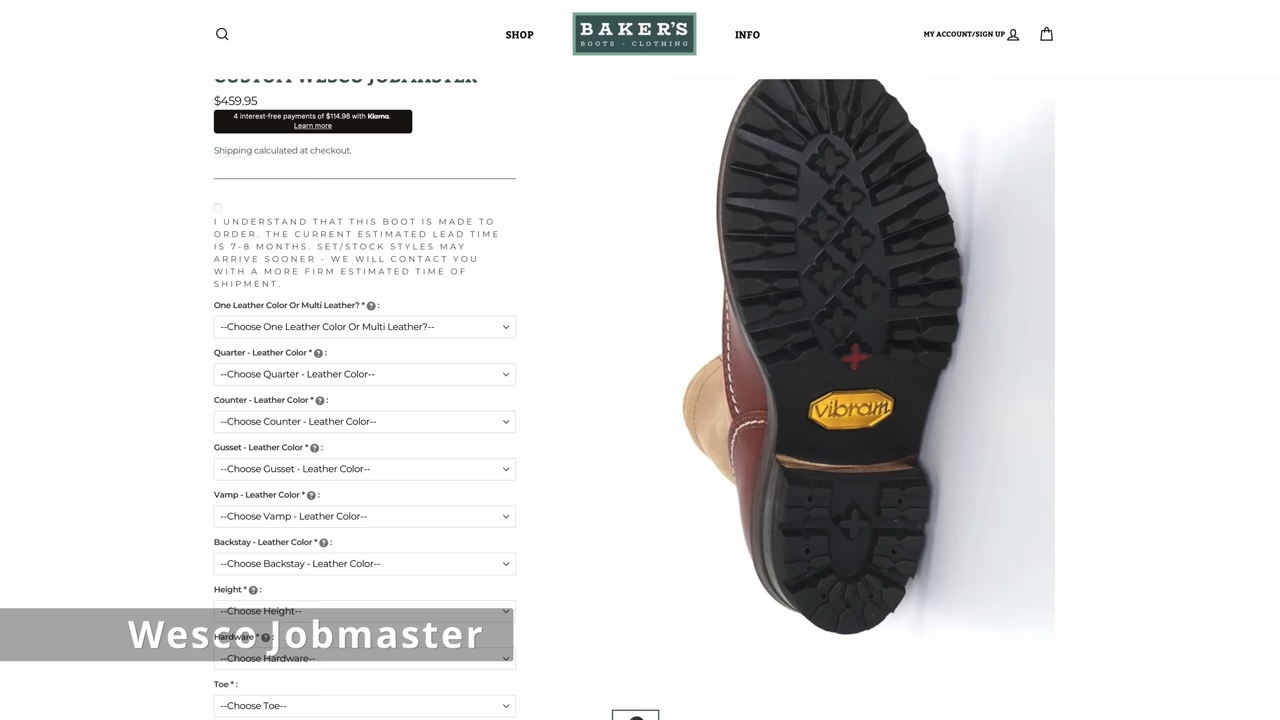 SHOP
BAKER'S
BOOTS - CLOTHING
INFO
MY ACCOUNT/SIGN UP
CUSTOM WESCO JOBMASTER
$459.95
4 interest-free payments of $114.98 with Klarna.
Learn more
Shipping calculated at checkout.
I UNDERSTAND THAT THIS BOOT IS MADE TO
ORDER. THE CURRENT ESTIMATED LEAD TIME
IS 7-8 MONTHS. SET/STOCK STYLES MAY
ARRIVE SOONER - WE WILL CONTACT YOU
WITH A MORE FIRM ESTIMATED TIME OF
SHIPMENT.
One Leather Color Or Multi Leather? * ? :
--Choose One Leather Color Or Multi Leather?--
Quarter - Leather Color * ? :
--Choose Quarter - Leather Color--
Counter - Leather Color * ? :
--Choose Counter - Leather Color--
Gusset - Leather Color * ? :
--Choose Gusset - Leather Color--
Vamp - Leather Color * ? :
--Choose Vamp - Leather Color--
Backstay - Leather Color * ? :
--Choose Backstay - Leather Color--
Height * ? :
--Choose Height--
Hardware * ? :
--Choose Hardware--
Toe * :
--Choose Toe--
Wesco Jobmaster
vibram